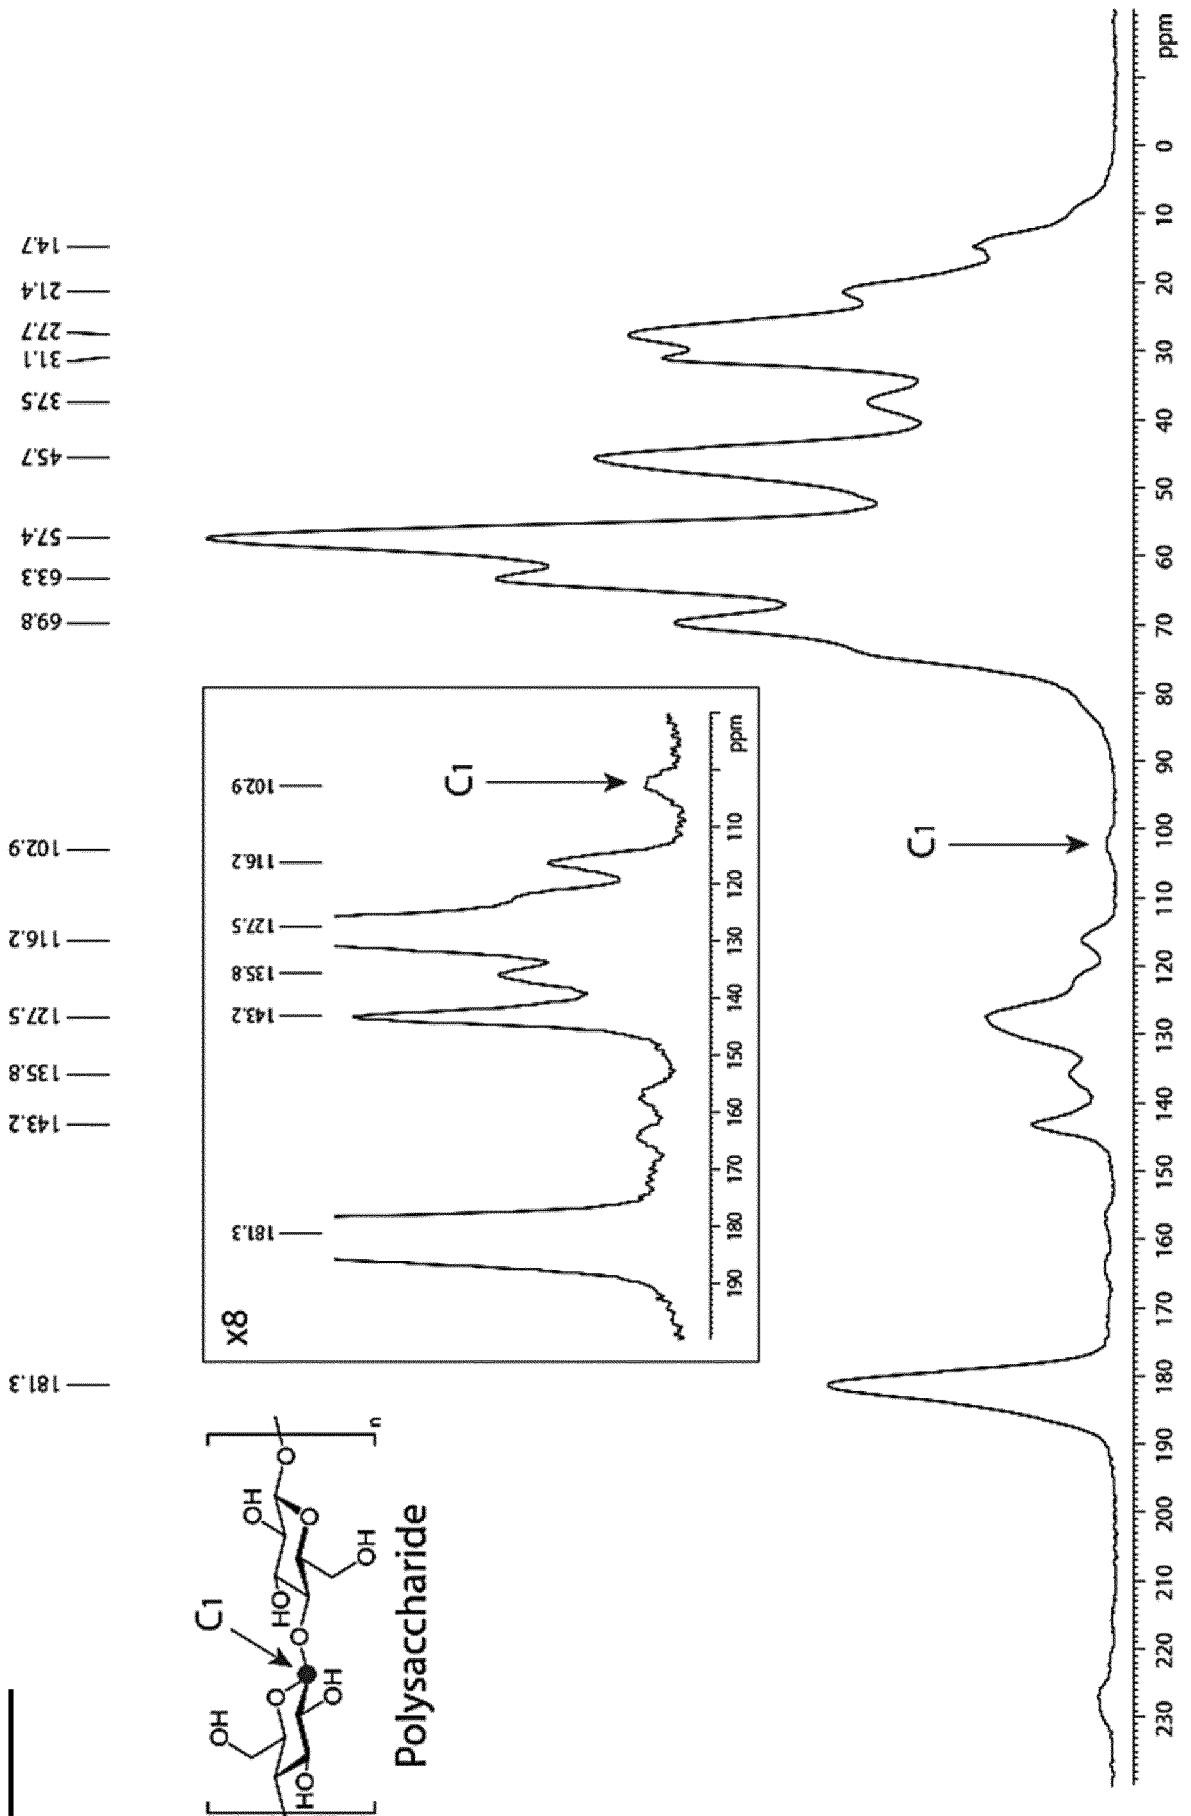 181.3
143.2
135.8
127.5
116.2
102.9
69.8
63.3
57.4
45.7
37.5
31.1
27.7
21.4
14.7
C1
OH
O
OH
O
HO
OH
O
HO
O
OH
n
Polysaccharide
x8
181.3
143.2
135.8
127.5
116.2
102.9
C1
190 180 170 160 150 140 130 120 110 ppm
C1
230 220 210 200 190 180 170 160 150 140 130 120 110 100 90 80 70 60 50 40 30 20 10 0 ppm